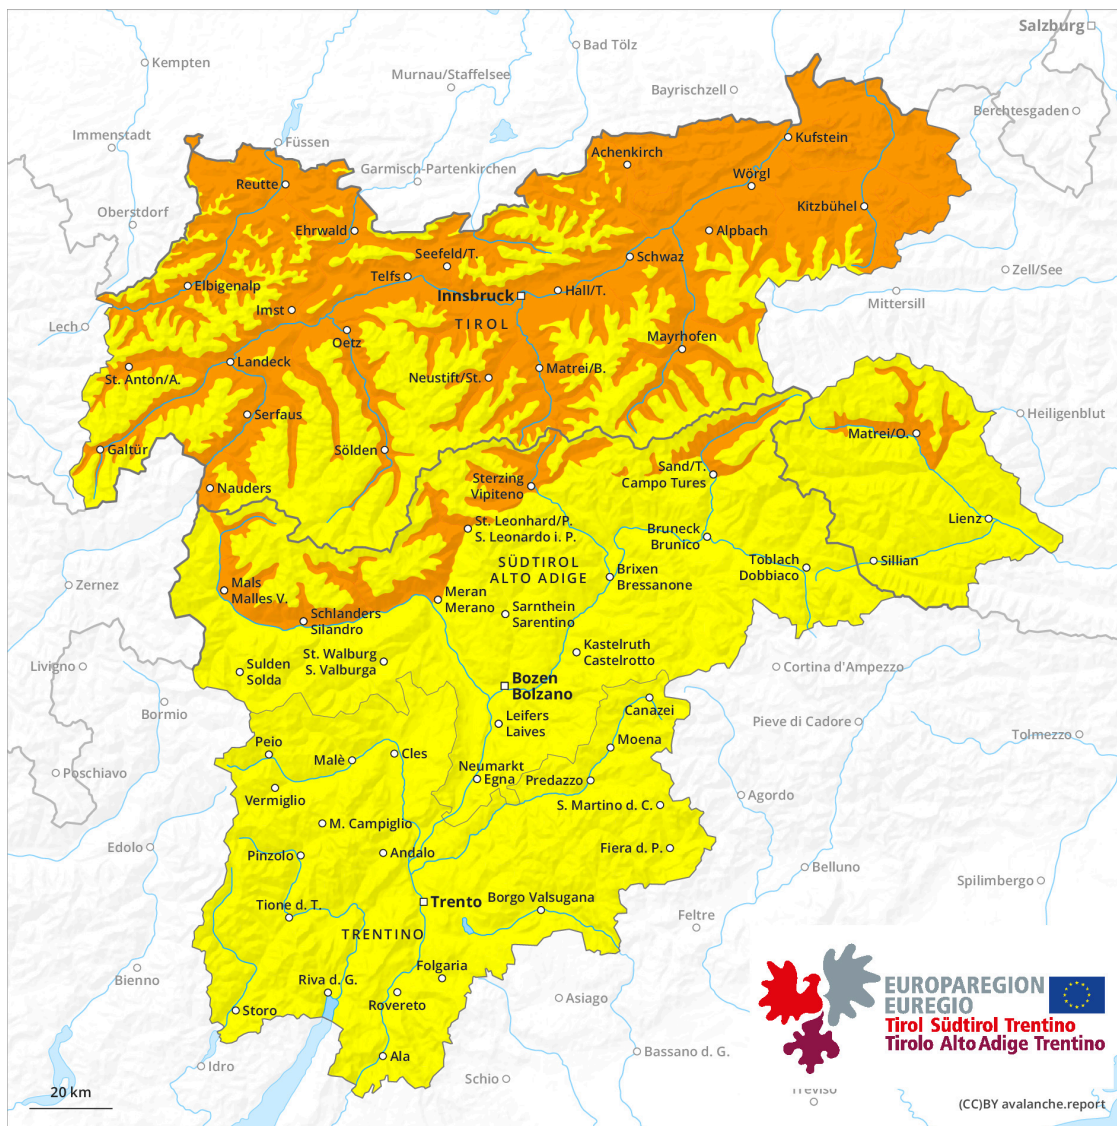 Salzburg
Bad Tölz
Kempten
Murnau/Staffelsee
Bayrischzell
Berchtesgaden
Immenstadt
Füssen
Kufstein
Achenkirch
Garmisch-Partenkirchen
Wörgl
Reutte
Kitzbühel
Oberstdorf
Ehrwald
Alpbach
Seefeld/T.
Schwaz
Zell/See
Telfs
Elbigenalp
Innsbruck
Hall/T.
Mittersill
Imst
TIROL
Lech
Oetz
Mayrhofen
Landeck
Matrei/B.
St. Anton/A.
Neustift/St.
Serfaus
Heiligenblut
Matrei/O.
Galtür
Sölden
Sand/T.
Campo Tures
Sterzing
Vipiteno
Nauders
St. Leonhard/P.
S. Leonardo i. P.
Lienz
Bruneck
Brunico
Toblach
Dobbiaco
Sillian
SÜDTIROL
ALTO ADIGE
Brixen
Bressanone
Zernez
Mals
Malles V.
Meran
Merano
Sarnthein
Sarentino
Schlanders
Silandro
Kastelruth
Castelrotto
St. Walburg
S. Valburga
Livigno
Sulden
Solda
Cortina d'Ampezzo
Bozen
Bolzano
Bormio
Canazei
Leifers
Laives
Pieve di Cadore
Tolmezzo
Moena
Peio
Cles
Malè
Poschiavo
Neumarkt
Egna
Predazzo
Vermiglio
Agordo
S. Martino d. C.
M. Campiglio
Edolo
Pinzolo
Andalo
Fiera d. P.
Belluno
Spilimbergo
Tione d. T.
Trento
Borgo Valsugana
Feltre
TRENTINO
Bienno
Folgaria
Riva d. G.
Rovereto
Asiago
Storo
EUROPAREGION
EUREGIO
Tirol Südtirol Trentino
Tirolo Alto Adige Trentino
Ala
Bassano d. G.
Idro
Schio
Treviso
20 km
(CC)BY avalanche.report